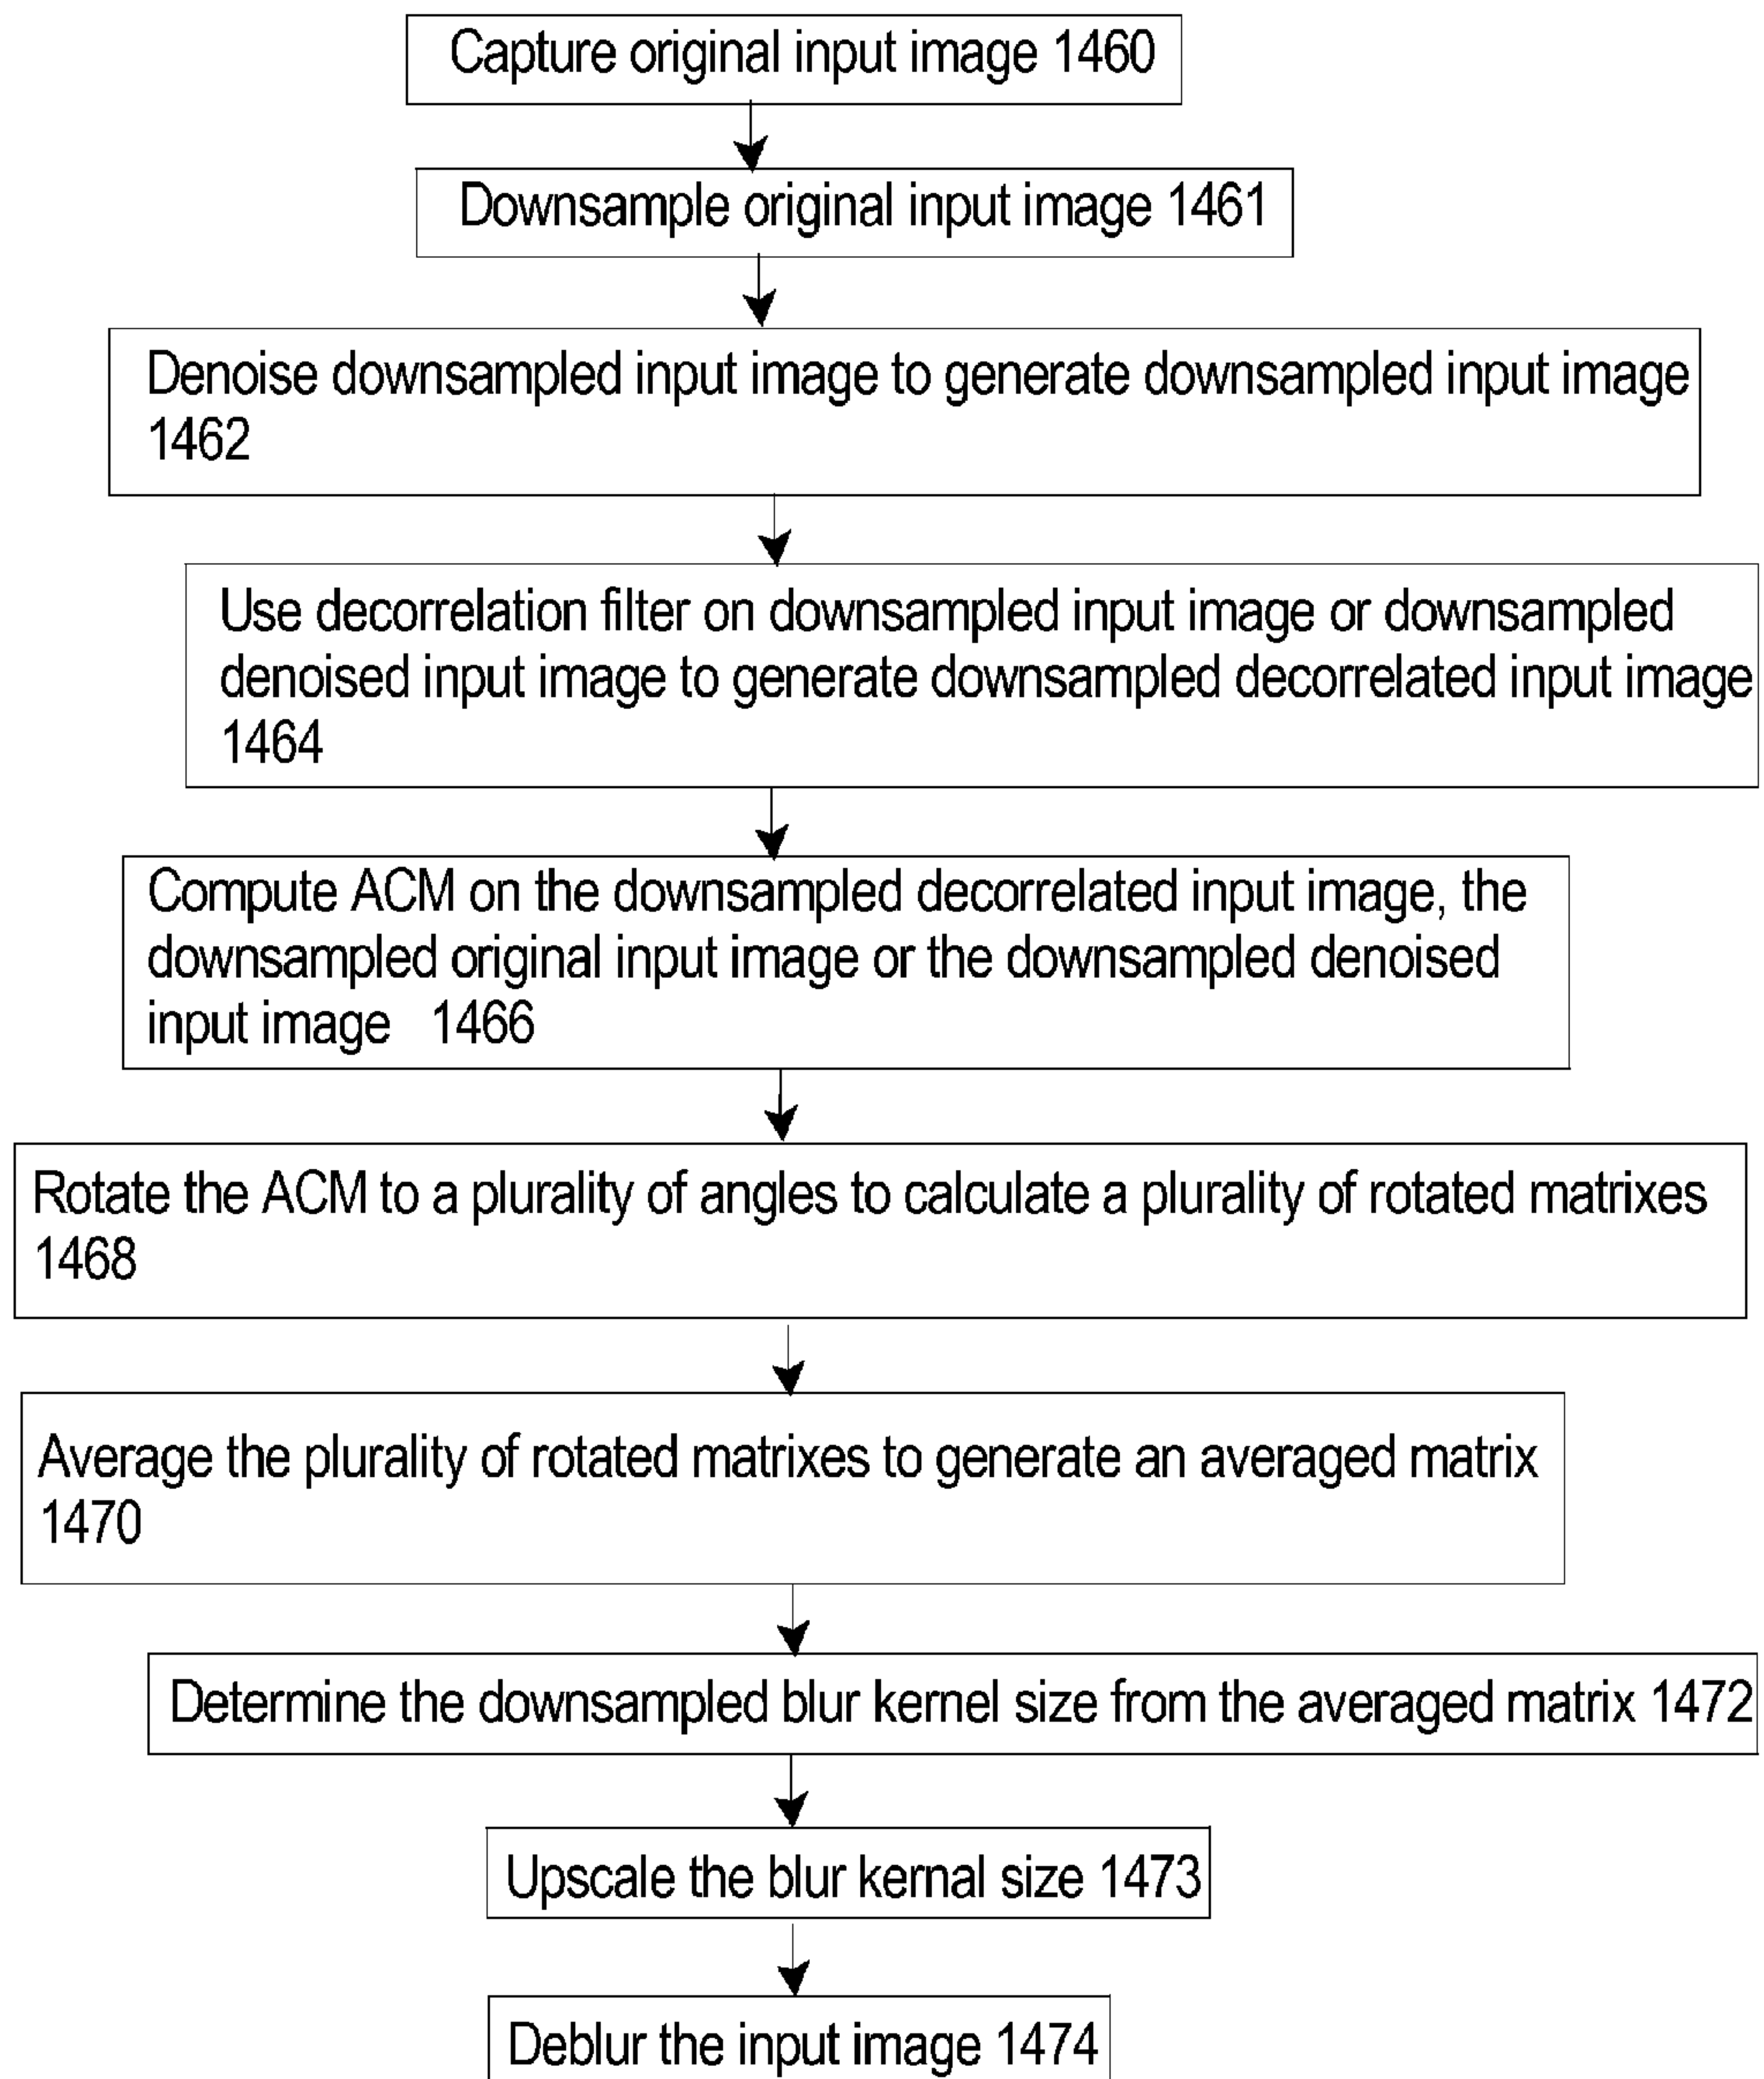 Capture original input image 1460
Downsample original input image 1461
Denoise downsampled input image to generate downsampled input image
1462
Use decorrelation filter on downsampled input image or downsampled
denoised input image to generate downsampled decorrelated input image
1464
Compute ACM on the downsampled decorrelated input image, the
downsampled original input image or the downsampled denoised
input image 1466
Rotate the ACM to a plurality of angles to calculate a plurality of rotated matrixes
1468
Average the plurality of rotated matrixes to generate an averaged matrix
1470
Determine the downsampled blur kernel size from the averaged matrix 1472
Upscale the blur kernal size 1473
Deblur the input image 1474